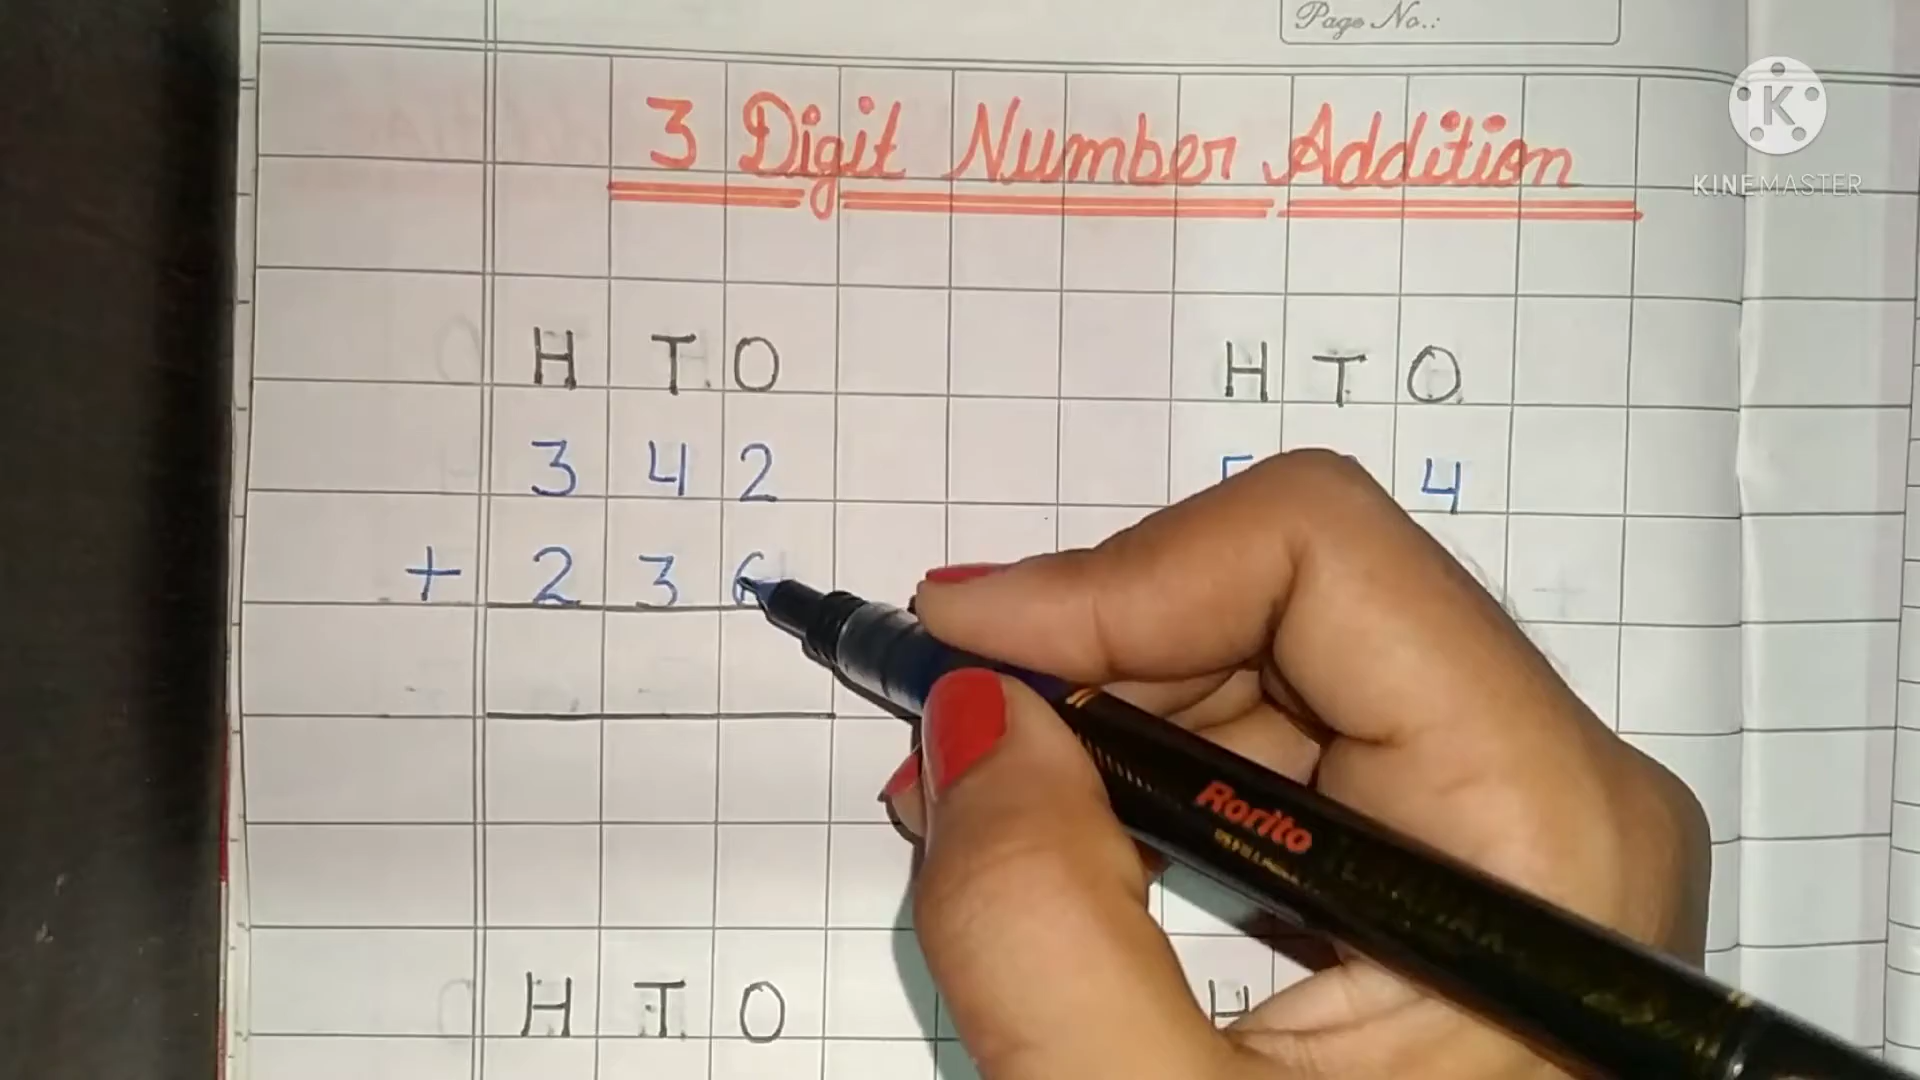 Page No.:
3 Digit Number Addition
KINEMASTER
H T O
3 4 2
+ 2 3 6
H T O
4
H T O
H
Rorito